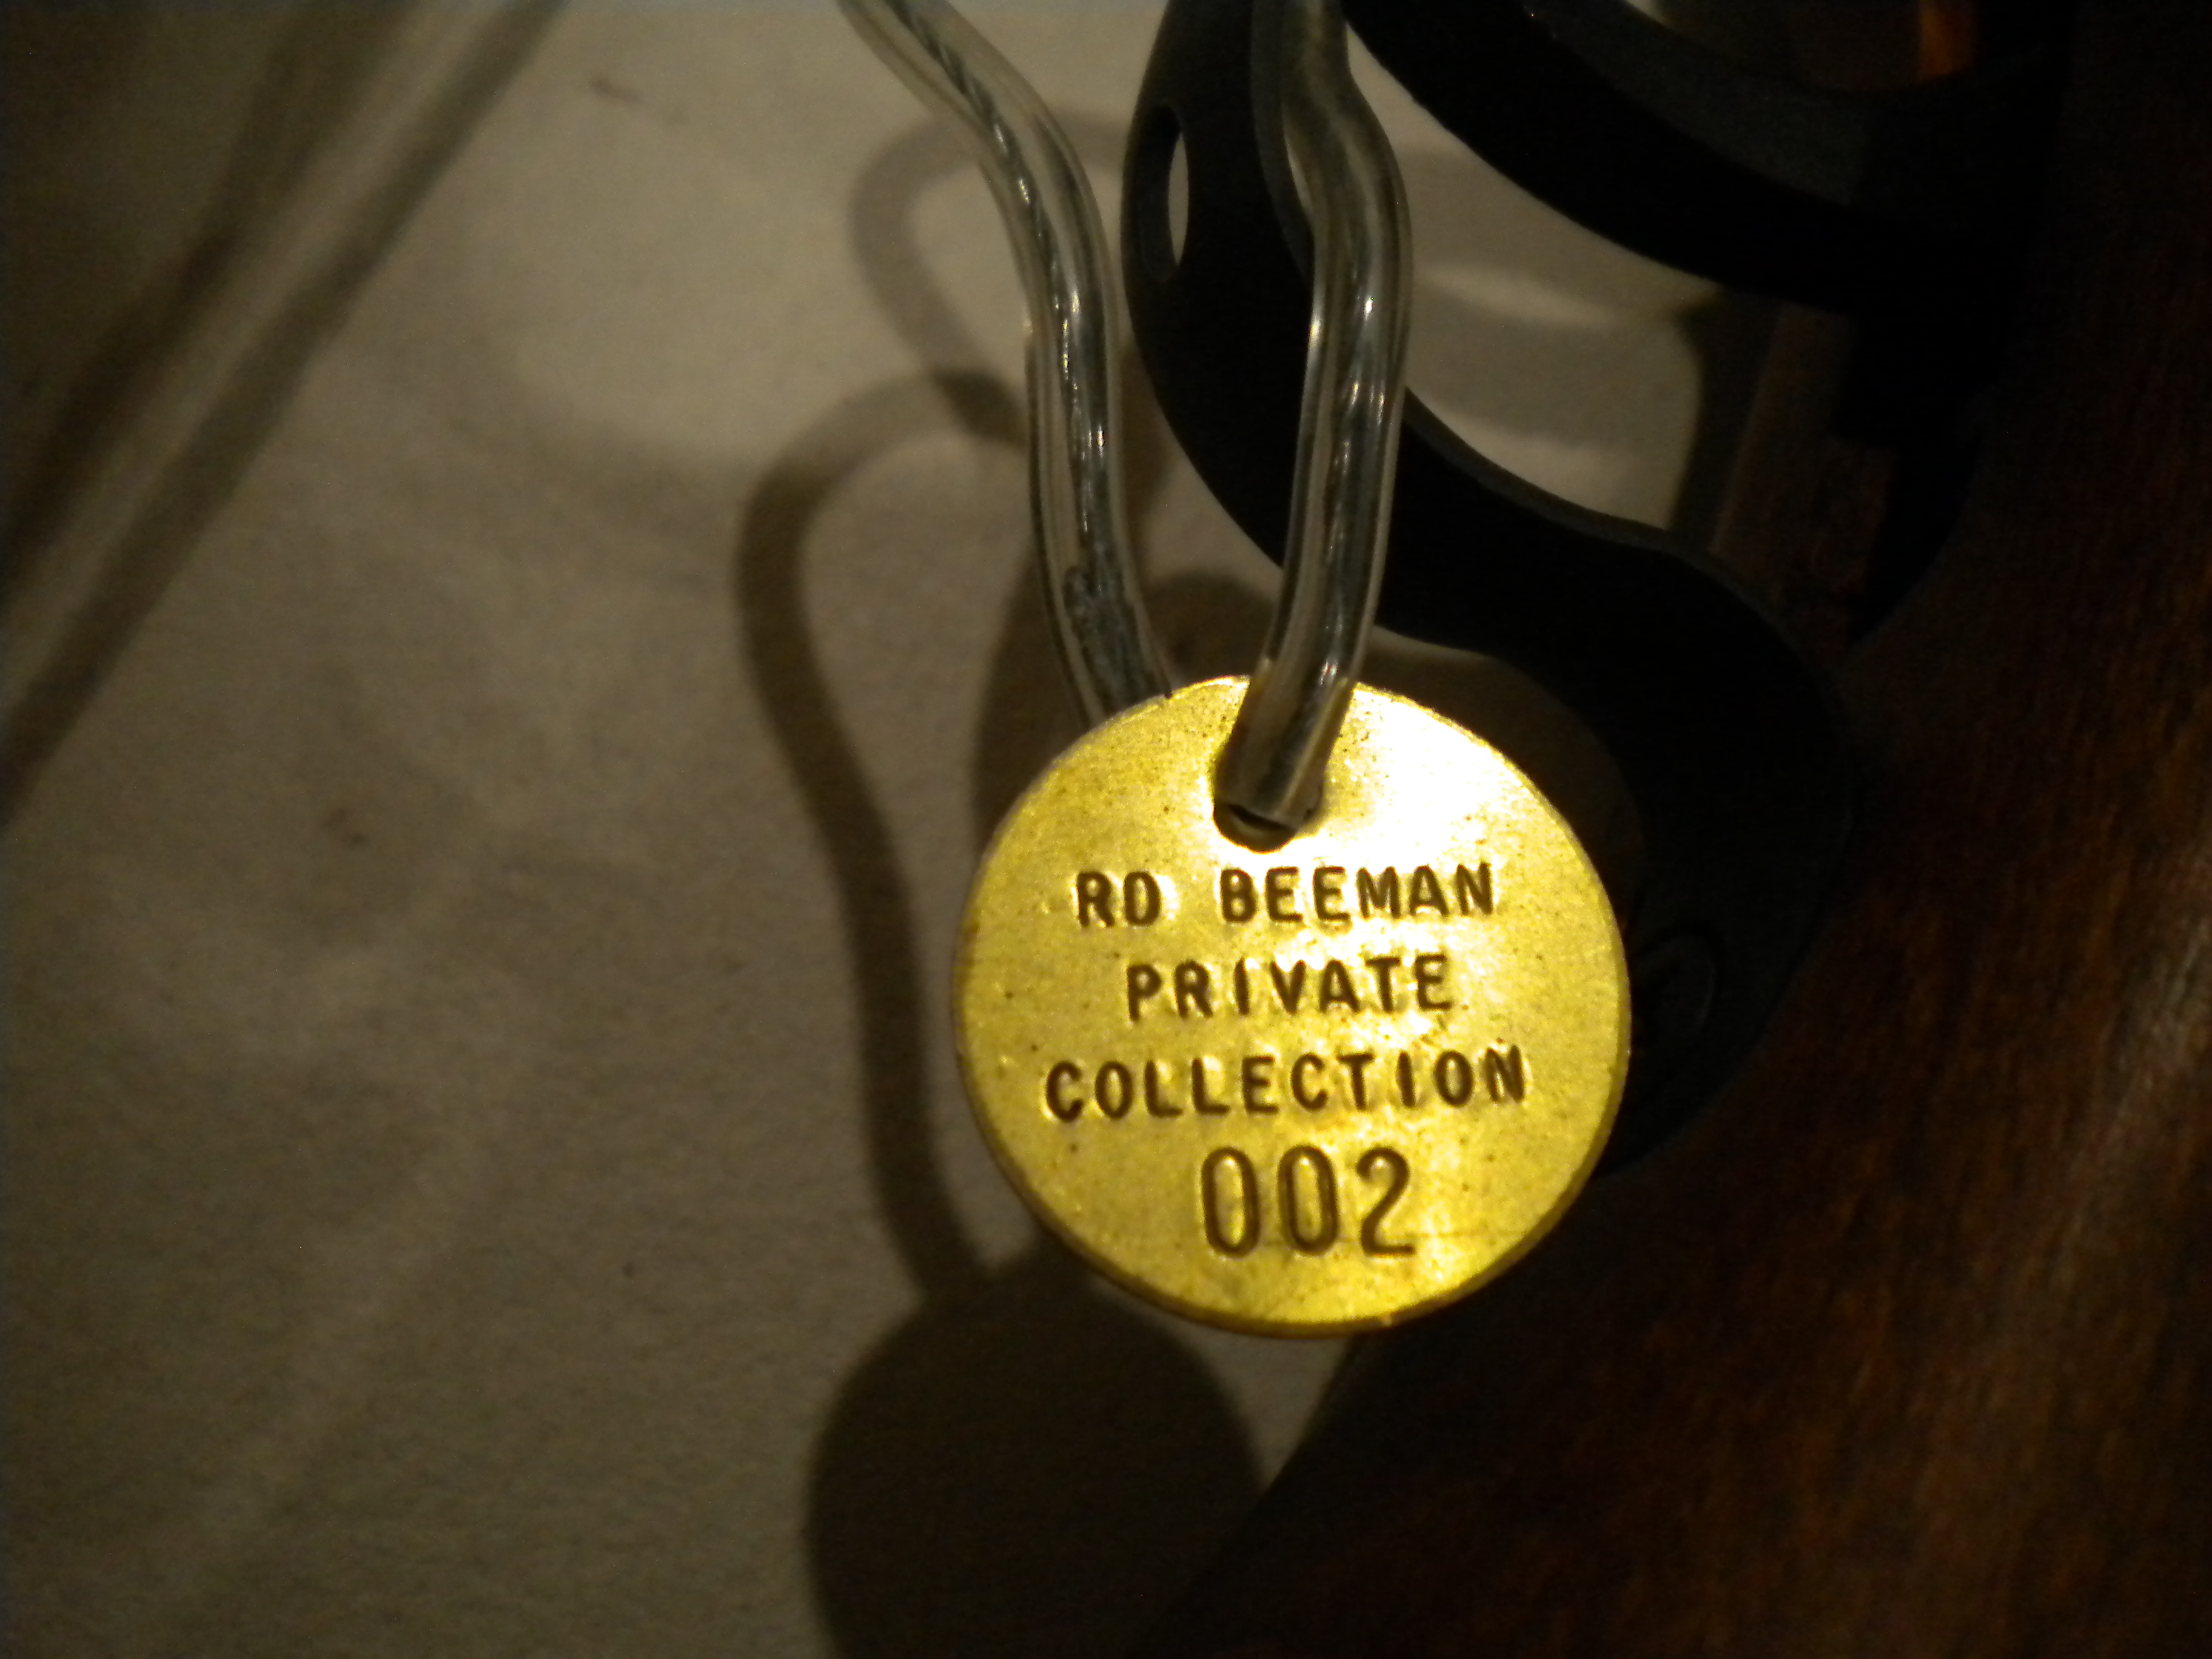 RD BEEMAN
PRIVATE
COLLECTION
002